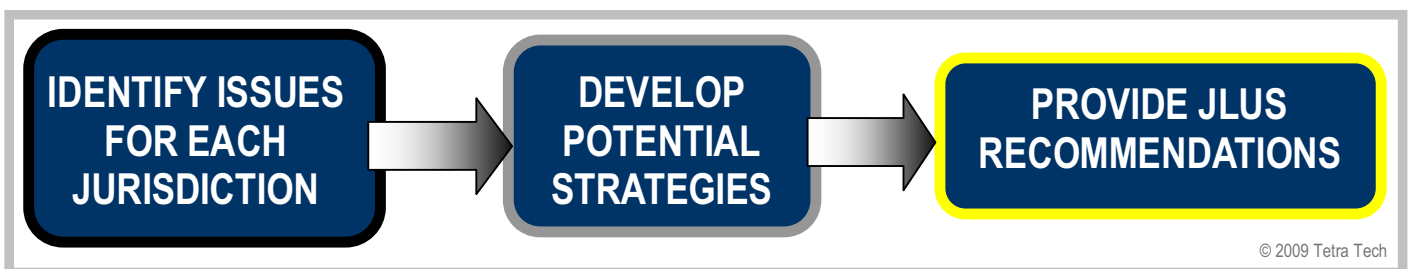 IDENTIFY ISSUES
FOR EACH
JURISDICTION
DEVELOP
POTENTIAL
STRATEGIES
PROVIDE JLUS
RECOMMENDATIONS
© 2009 Tetra Tech